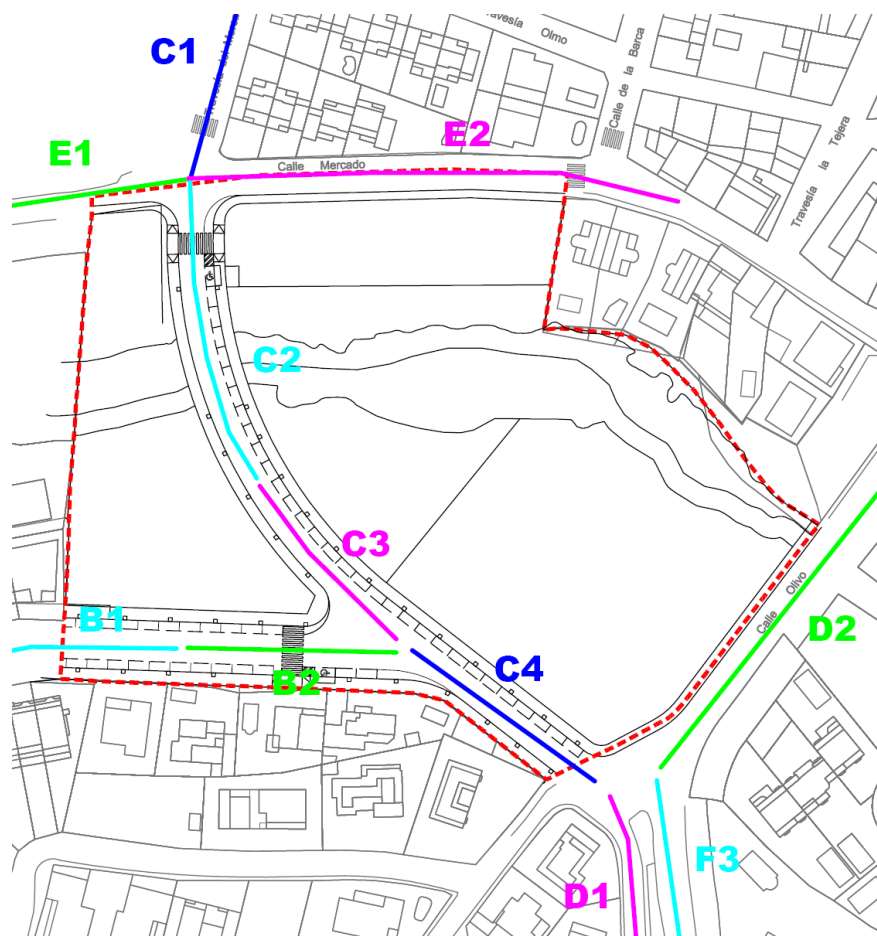 C1
Travesía
Olmo
Calle de la Barca
E1
E2
Calle Mercado
Travesía la Tejera
C2
C3
B1
B2
C4
Calle Olivo
D2
D1
F3